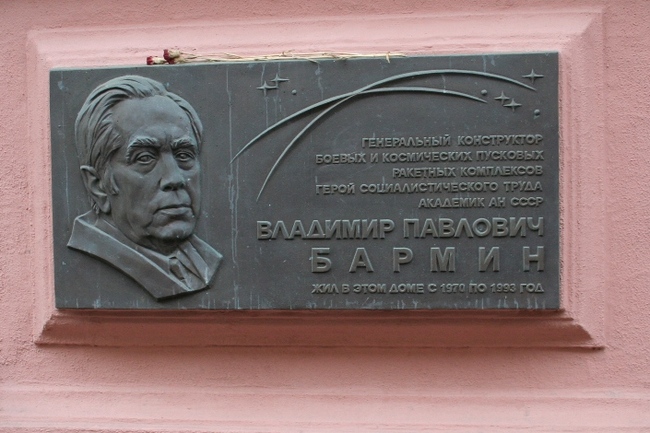 ГЕНЕРАЛЬНЫЙ КОНСТРУКТОР
БОЕВЫХ И КОСМИЧЕСКИХ ПУСКОВЫХ
РАКЕТНЫХ КОМПЛЕКСОВ
ГЕРОЙ СОЦИАЛИСТИЧЕСКОГО ТРУДА
АКАДЕМИК АН СССР
ВЛАДИМИР ПАВЛОВИЧ
БАРМИН
ЖИЛ В ЭТОМ ДОМЕ С 1970 ПО 1993 ГОД